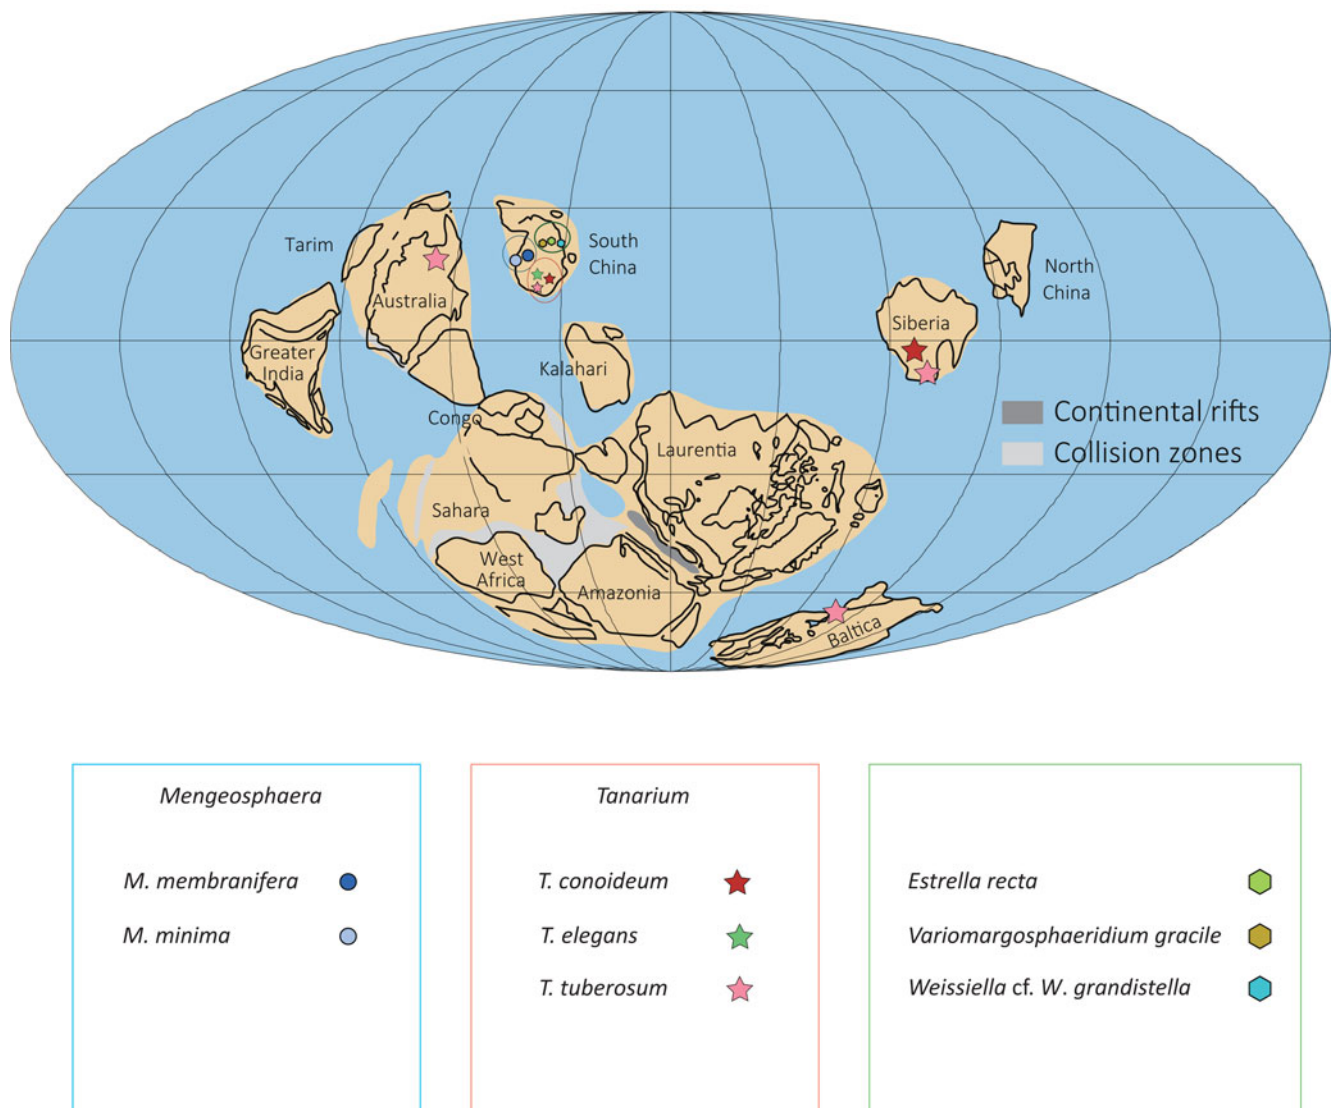 Tarim
South
China
North
China
Australia
Siberia
Greater
India
Kalahari
Congo
Continental rifts
Laurentia
Collision zones
Sahara
West
Africa
Amazonia
Baltica
Mengeosphaera
M. membranifera
M. minima
Tanarium
T. conoideum
T. elegans
T. tuberosum
Estrella recta
Variomargosphaeridium gracile
Weissiella cf. W. grandistella